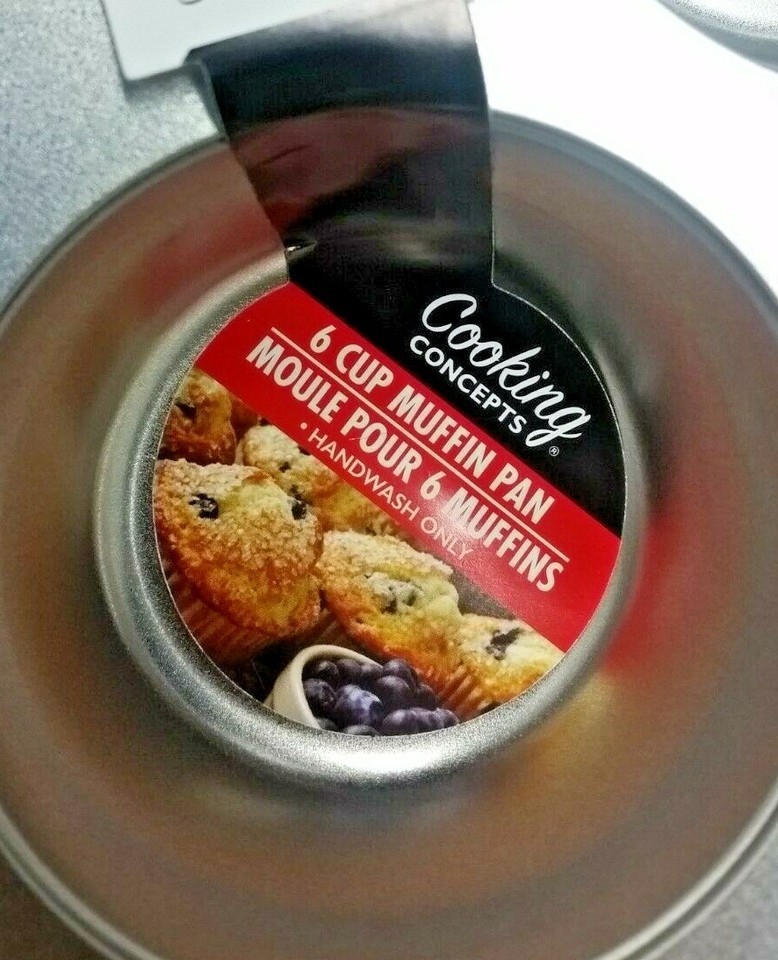 Cooking
CONCEPTS®
6 CUP MUFFIN PAN
MOULE POUR 6 MUFFINS
• HANDWASH ONLY